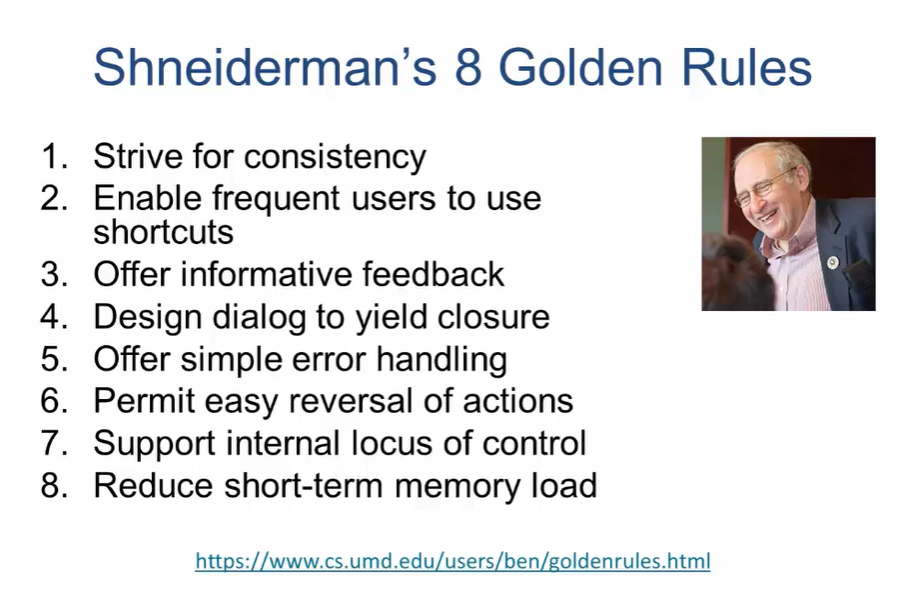 Shneiderman’s 8 Golden Rules
1. Strive for consistency
2. Enable frequent users to use
shortcuts
3. Offer informative feedback
4. Design dialog to yield closure
5. Offer simple error handling
6. Permit easy reversal of actions
7. Support internal locus of control
8. Reduce short-term memory load
https://www.cs.umd.edu/users/ben/goldenrules.html